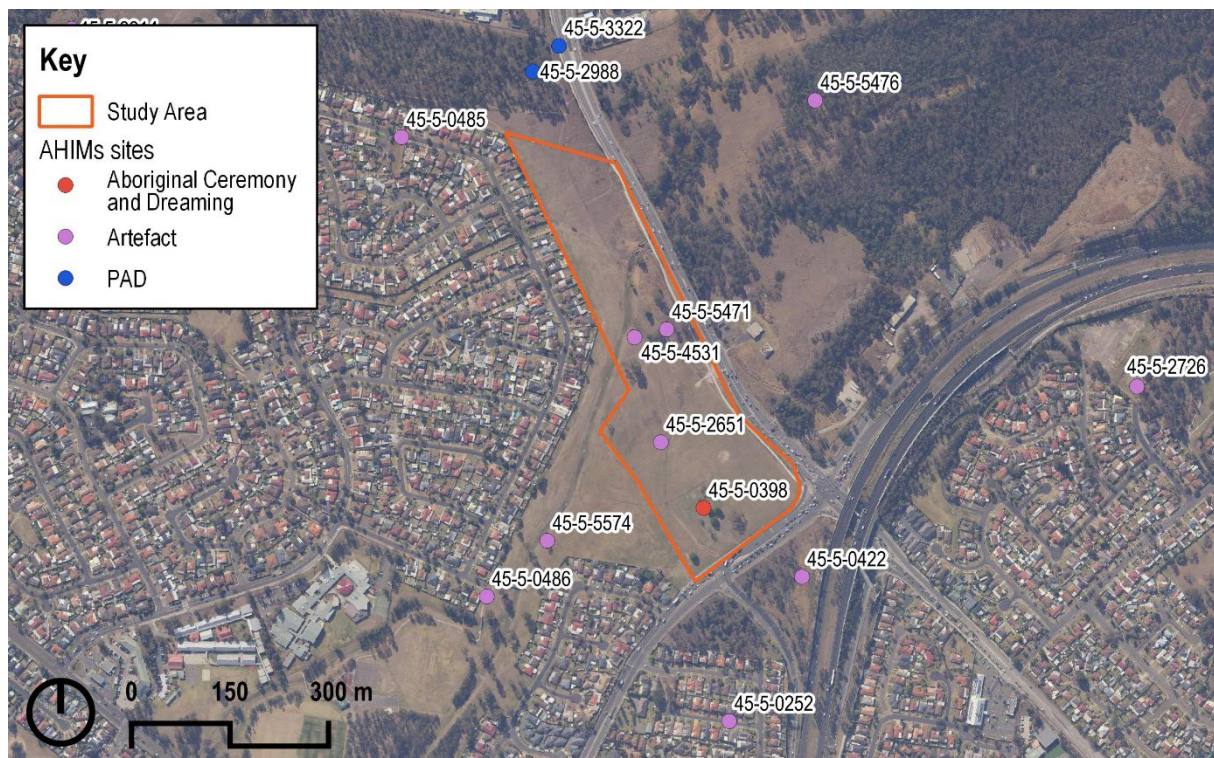 Key
Study Area
AHIMs sites
Aboriginal Ceremony
and Dreaming
Artefact
PAD
45-5-3322
45-5-2988
45-5-5476
45-5-0485
45-5-5471
45-5-4531
45-5-2726
45-5-2651
45-5-0398
45-5-5574
45-5-0422
45-5-0486
45-5-0252
0 150 300 m